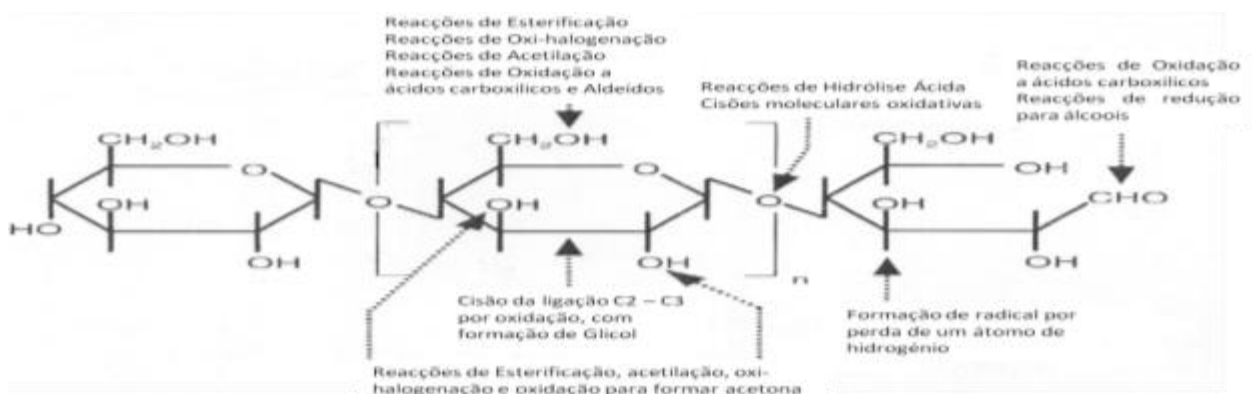 Reacções de Esterificação
Reacções de Oxi-halogenação
Reacções de Acetilação
Reacções de Oxidação a
ácidos carboxilicos e Aldeídos
Reacções de Hidrólise Ácida
Cisões moleculares oxidativas
Reacções de Oxidação
a ácidos carboxilicos
Reacções de redução
para álcoois
CH2OH
CH2OH
CH2OH
O
O
OH
OH
O
OH
O
OH
CHO
HO
OH
OH
OH
n
Cisão da ligação C2 – C3
por oxidação, com
formação de Glicol
Formação de radical por
perda de um átomo de
hidrogénio
Reacções de Esterificação, acetilação, oxi-
halogenação e oxidação para formar acetona